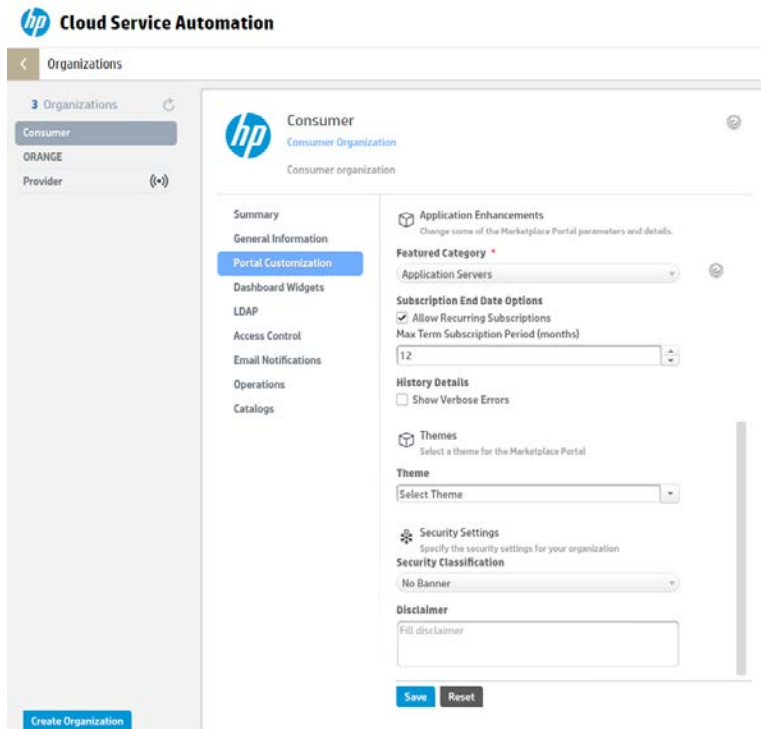 hp Cloud Service Automation
Organizations
3 Organizations
Consumer
ORANGE
Provider
hp
Consumer
Consumer Organization
Consumer organization
Summary
General Information
Portal Customization
Dashboard Widgets
LDAP
Access Control
Email Notifications
Operations
Catalogs
Application Enhancements
Change some of the Marketplace Portal parameters and details.
Featured Category *
Application Servers
Subscription End Date Options
Allow Recurring Subscriptions
Max Term Subscription Period (months)
12
History Details
Show Verbose Errors
Themes
Select a theme for the Marketplace Portal
Theme
Select Theme
Security Settings
Specify the security settings for your organization
Security Classification
No Banner
Disclaimer
Fill disclaimer
Save Reset
Create Organization